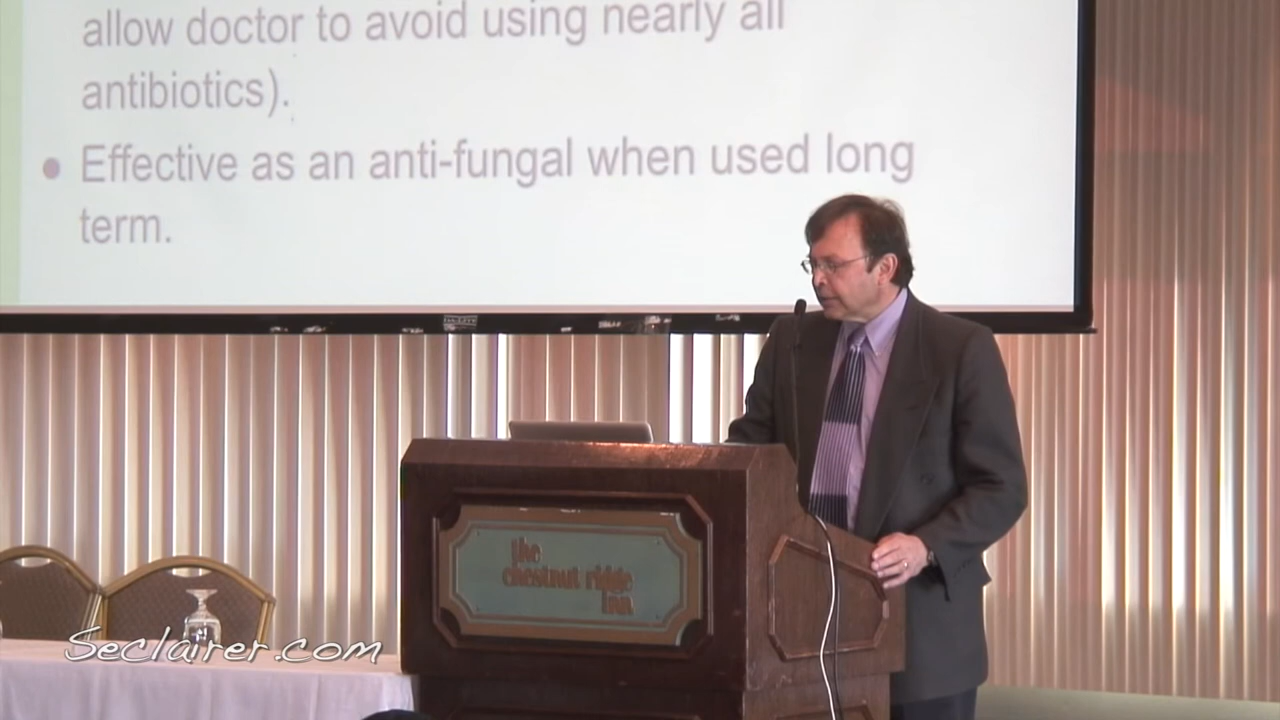 allow doctor to avoid using nearly all
antibiotics).
Effective as an anti-fungal when used long
term.
the
chestnut ridge
inn
Seclairer.com